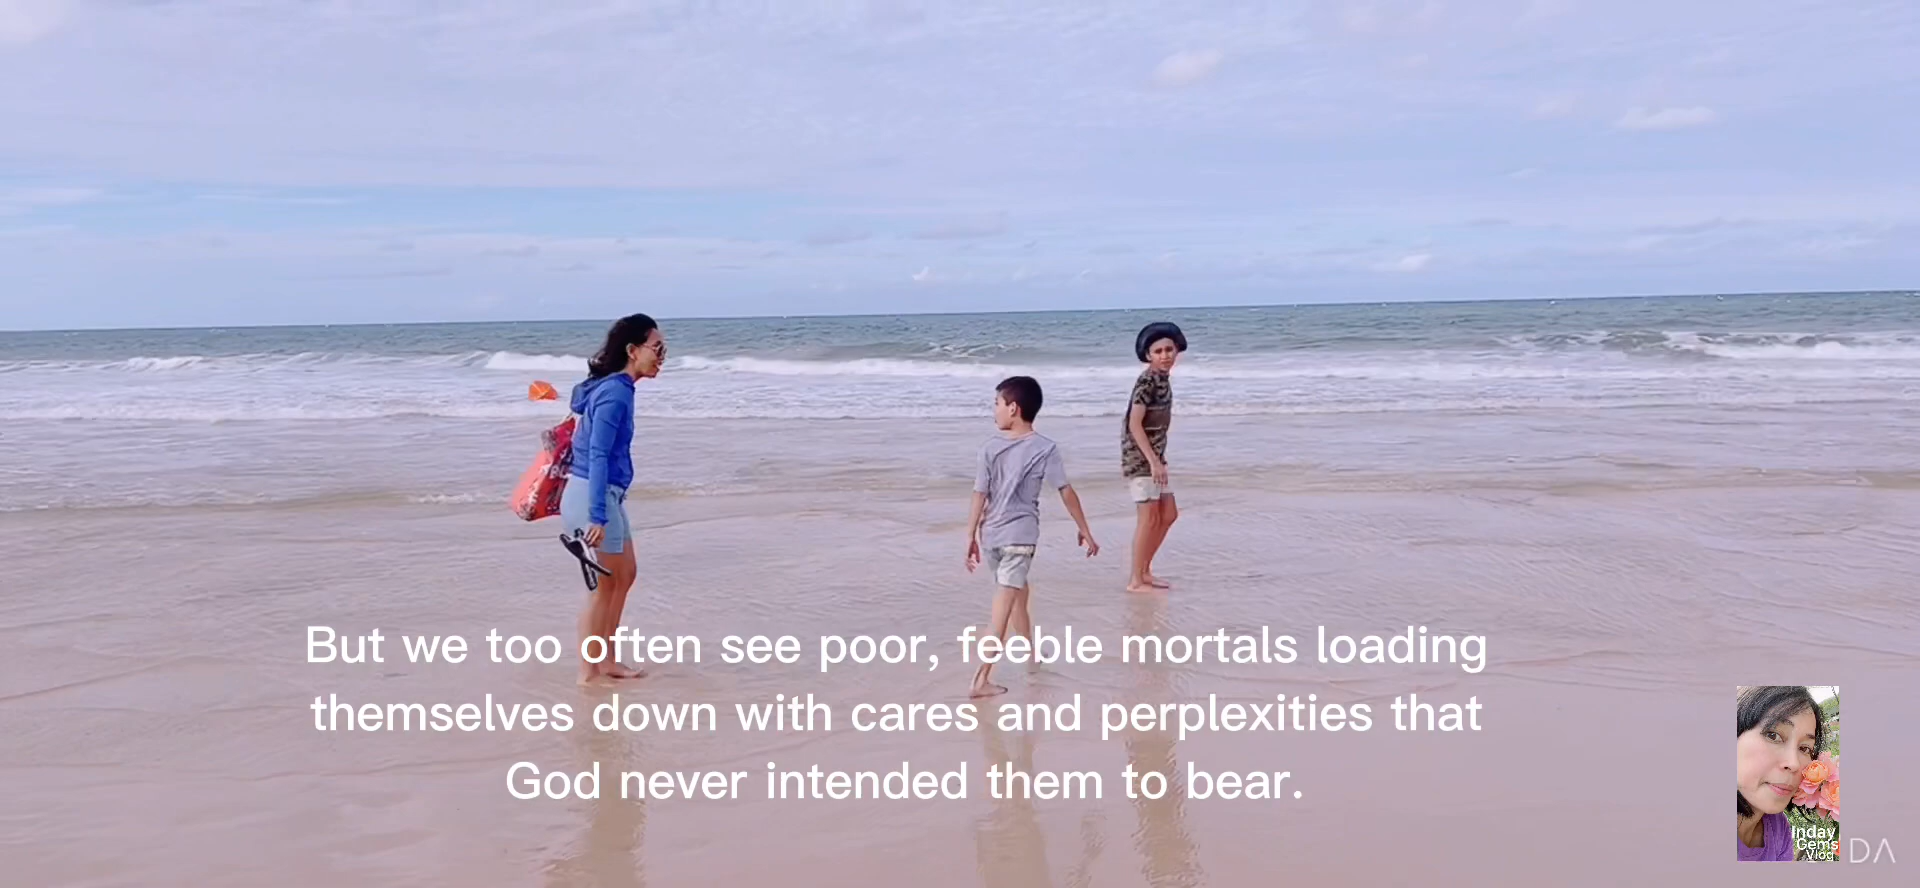 But we too often see poor, feeble mortals loading
themselves down with cares and perplexities that
God never intended them to bear.
Inday
Gems
Vlog
DA